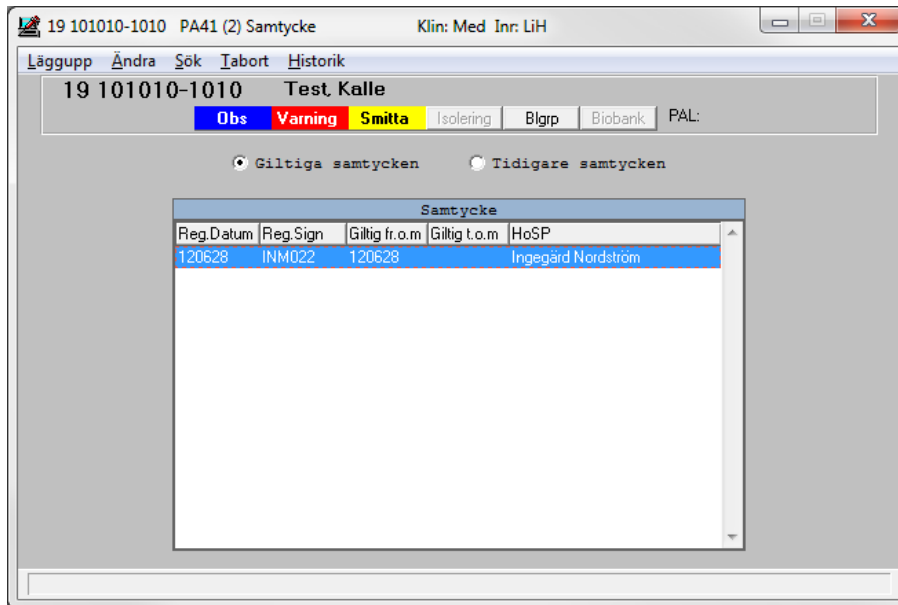 19 101010-1010 PA41 (2) Samtycke Klin: Med Inr: LiH
Läggupp Ändra Sök Tabort Historik
19 101010-1010 Test, Kalle
Obs Varning Smitta Isolering Blgrp Biobank PAL:
Giltiga samtycken Tidigare samtycken
Samtycke
Reg.Datum Reg.Sign Giltig fr.o.m Giltig t.o.m HoSP
120628 INM022 120628 Ingegärd Nordström